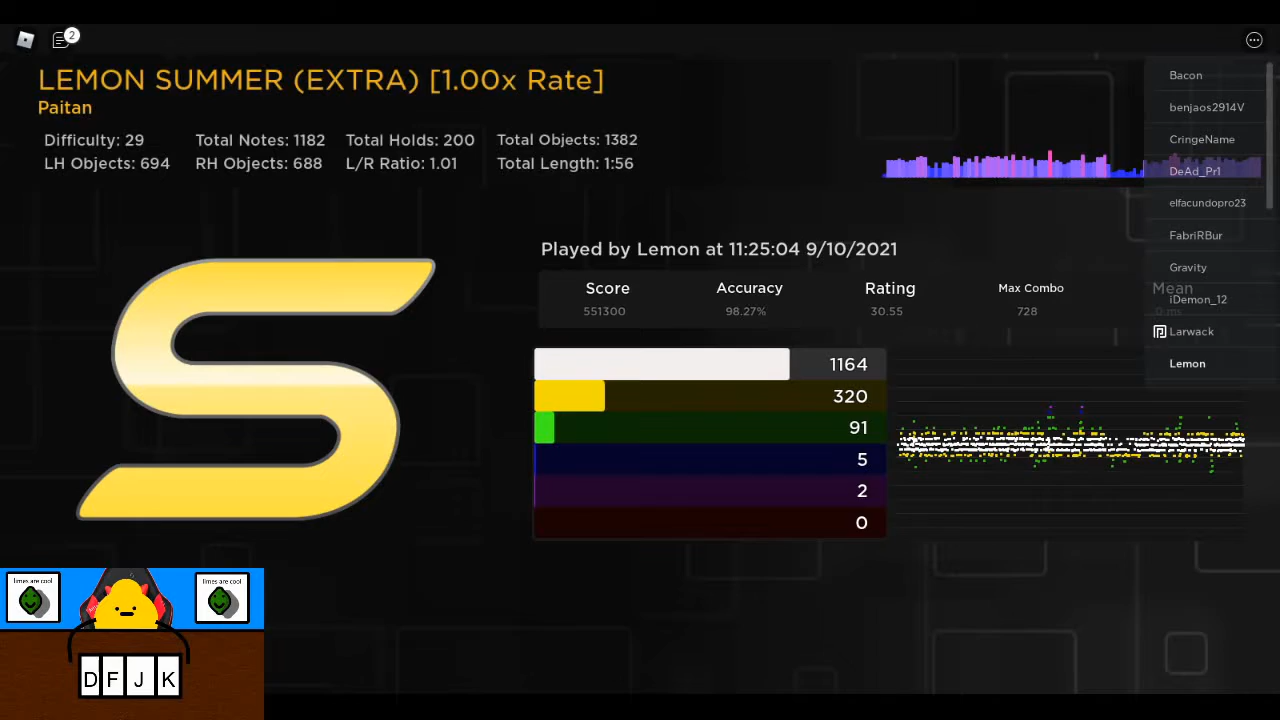 2
LEMON SUMMER (EXTRA) [1.00x Rate]
Paitan
Difficulty: 29 Total Notes: 1182 Total Holds: 200 Total Objects: 1382
LH Objects: 694 RH Objects: 688 L/R Ratio: 1.01 Total Length: 1:56
Bacon
benjaos2914V
CringeName
DeAd_Pr1
elfacundopro23
FabriRBur
Gravity
iDemon_12
Larwack
Lemon
S
Played by Lemon at 11:25:04 9/10/2021
Score Accuracy Rating Max Combo Mean
551300 98.27% 30.55 728 0 ms
1164
320
91
5
2
0
limes are cool
limes are cool
D F J K